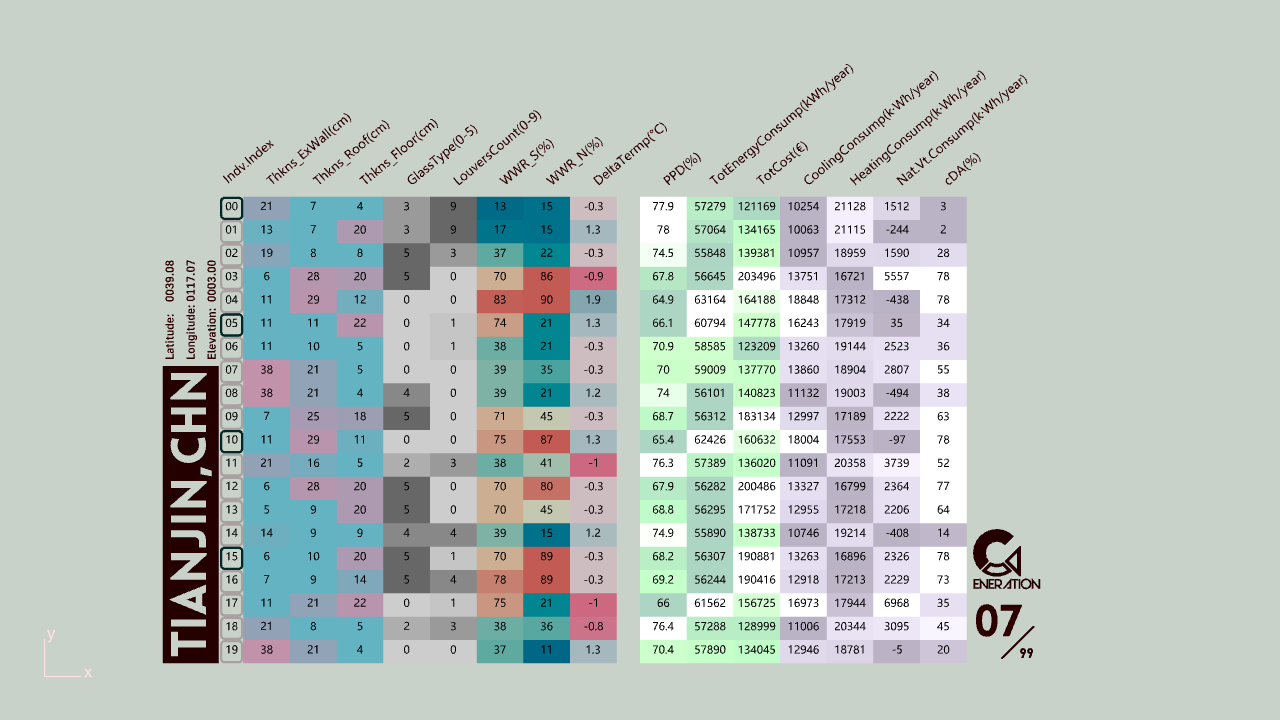 Indv.Index Thkns_ExWall(cm) Thkns_Roof(cm) Thkns_Floor(cm) GlassType(0-5) LouversCount(0-9) WWR_S(%) WWR_N(%) DeltaTermp(°C) PPD(%) TotEnergyConsump(kWh/year) TotCost(€) CoolingConsump(k·Wh/year) HeatingConsump(k·Wh/year) Nat.Vt.Consump(k·Wh/year) cDA(%)
00 21 7 4 3 9 13 15 -0.3 77.9 57279 121169 10254 21128 1512 3
01 13 7 20 3 9 17 15 1.3 78 57064 134165 10063 21115 -244 2
02 19 8 8 5 3 37 22 -0.3 74.5 55848 139381 10957 18959 1590 28
03 6 28 20 5 0 70 86 -0.9 67.8 56645 203496 13751 16721 5557 78
04 11 29 12 0 0 83 90 1.9 64.9 63164 164188 18848 17312 -438 78
05 11 11 22 0 1 74 21 1.3 66.1 60794 147778 16243 17919 35 34
06 11 10 5 0 1 38 21 -0.3 70.9 58585 123209 13260 19144 2523 36
07 38 21 5 0 0 39 35 -0.3 70 59009 137770 13860 18904 2807 55
08 38 21 4 4 0 39 21 1.2 74 56101 140823 11132 19003 -494 38
09 7 25 18 5 0 71 45 -0.3 68.7 56312 183134 12997 17189 2222 63
10 11 29 11 0 0 75 87 1.3 65.4 62426 160632 18004 17553 -97 78
11 21 16 5 2 3 38 41 -1 76.3 57389 136020 11091 20358 3739 52
12 6 28 20 5 0 70 80 -0.3 67.9 56282 200486 13327 16799 2364 77
13 5 9 20 5 0 70 45 -0.3 68.8 56295 171752 12955 17218 2206 64
14 14 9 9 4 4 39 15 1.2 74.9 55890 138733 10746 19214 -408 14
15 6 10 20 5 1 70 89 -0.3 68.2 56307 190881 13263 16896 2325 78
16 7 9 14 5 4 78 89 -0.3 69.2 56244 190416 12918 17213 2229 73
17 11 21 22 0 1 75 21 -1 66 61562 156725 16973 17944 6968 35
18 21 8 5 2 3 38 36 -0.8 76.4 57288 128999 11006 20344 3095 45
19 38 21 4 0 0 37 11 1.3 70.4 57890 134045 12946 18781 -5 20
Latitude: 0039.08
Longitude: 0117.07
Elevation: 0003.00
TIANJIN,CHN
GENERATION
07/99
y
x